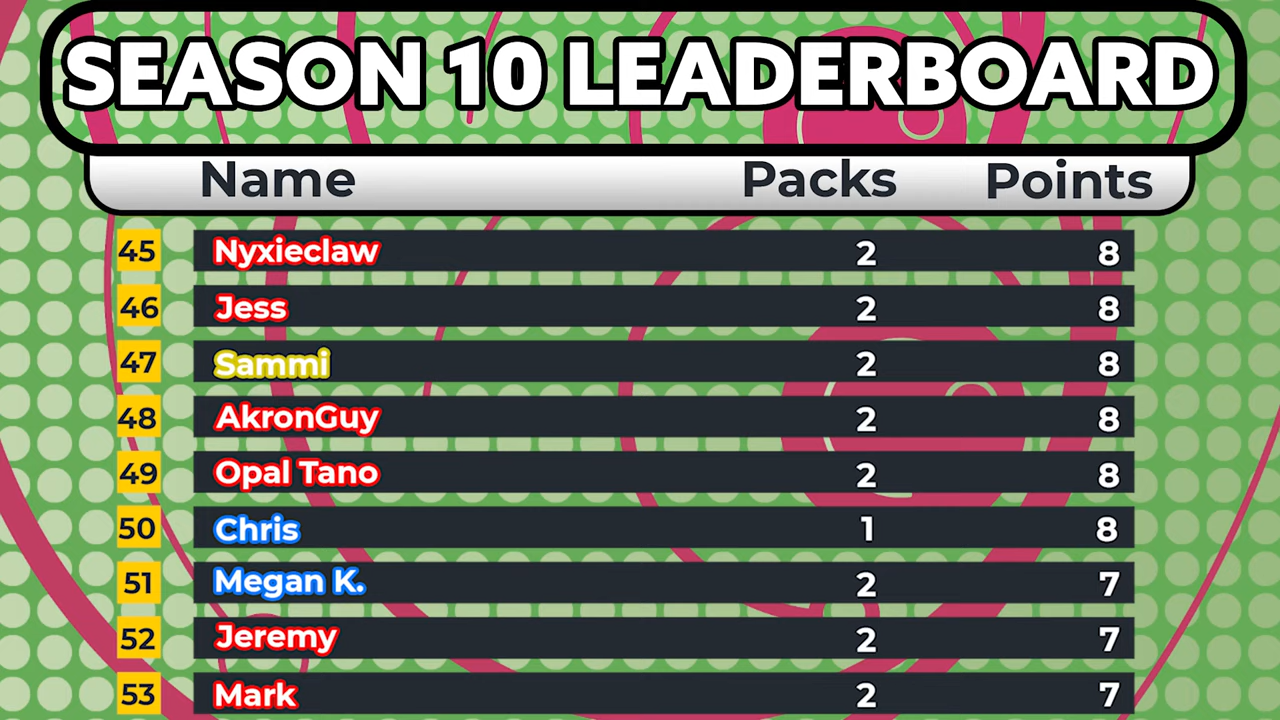 SEASON 10 LEADERBOARD
Name Packs Points
45 Nyxieclaw 2 8
46 Jess 2 8
47 Sammi 2 8
48 AkronGuy 2 8
49 Opal Tano 2 8
50 Chris 1 8
51 Megan K. 2 7
52 Jeremy 2 7
53 Mark 2 7